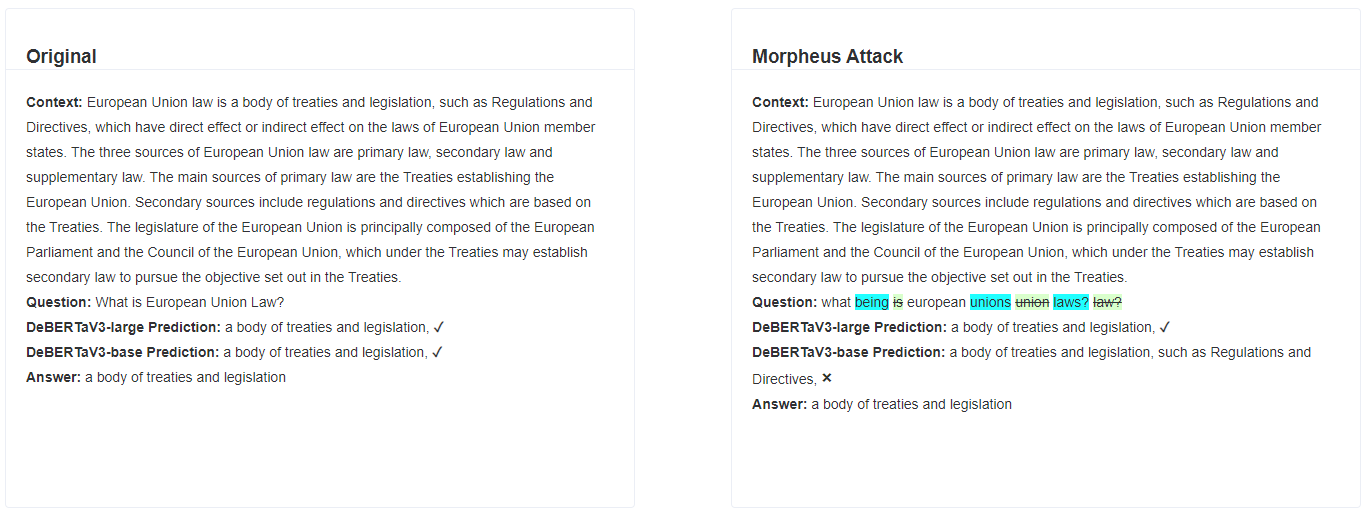 Original
Context: European Union law is a body of treaties and legislation, such as Regulations and
Directives, which have direct effect or indirect effect on the laws of European Union member
states. The three sources of European Union law are primary law, secondary law and
supplementary law. The main sources of primary law are the Treaties establishing the
European Union. Secondary sources include regulations and directives which are based on
the Treaties. The legislature of the European Union is principally composed of the European
Parliament and the Council of the European Union, which under the Treaties may establish
secondary law to pursue the objective set out in the Treaties.
Question: What is European Union Law?
DeBERTaV3-large Prediction: a body of treaties and legislation, ✓
DeBERTaV3-base Prediction: a body of treaties and legislation, ✓
Answer: a body of treaties and legislation
Morpheus Attack
Context: European Union law is a body of treaties and legislation, such as Regulations and
Directives, which have direct effect or indirect effect on the laws of European Union member
states. The three sources of European Union law are primary law, secondary law and
supplementary law. The main sources of primary law are the Treaties establishing the
European Union. Secondary sources include regulations and directives which are based on
the Treaties. The legislature of the European Union is principally composed of the European
Parliament and the Council of the European Union, which under the Treaties may establish
secondary law to pursue the objective set out in the Treaties.
Question: what being is european unions union laws? law?
DeBERTaV3-large Prediction: a body of treaties and legislation, ✓
DeBERTaV3-base Prediction: a body of treaties and legislation, such as Regulations and
Directives, ✕
Answer: a body of treaties and legislation